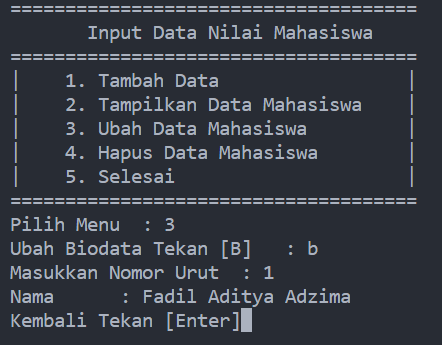 =====================================
Input Data Nilai Mahasiswa
=====================================
|    1. Tambah Data                 |
|    2. Tampilkan Data Mahasiswa    |
|    3. Ubah Data Mahasiswa         |
|    4. Hapus Data Mahasiswa        |
|    5. Selesai                     |
=====================================
Pilih Menu  : 3
Ubah Biodata Tekan [B]   : b
Masukkan Nomor Urut  : 1
Nama      : Fadil Aditya Adzima
Kembali Tekan [Enter]